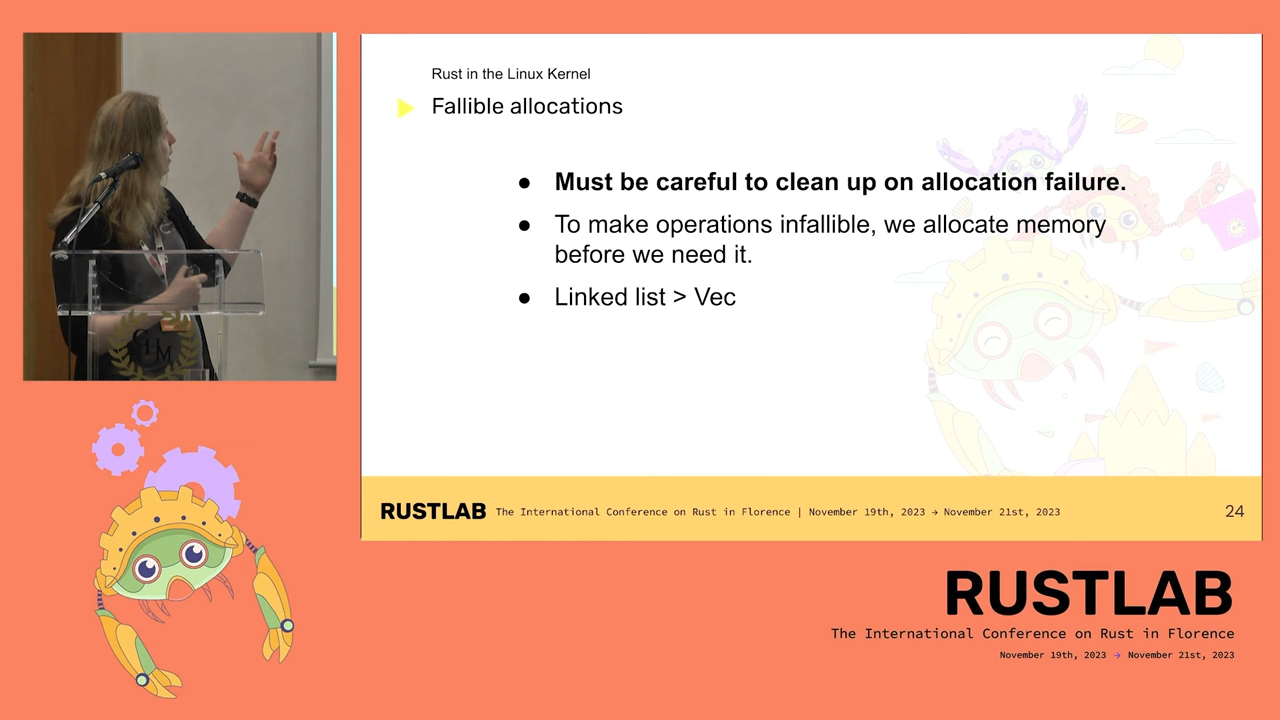 Rust in the Linux Kernel
Fallible allocations
● Must be careful to clean up on allocation failure.
● To make operations infallible, we allocate memory
before we need it.
● Linked list > Vec
RUSTLAB The International Conference on Rust in Florence | November 19th, 2023 → November 21st, 2023
24
GHM
RUSTLAB
The International Conference on Rust in Florence
November 19th, 2023 → November 21st, 2023